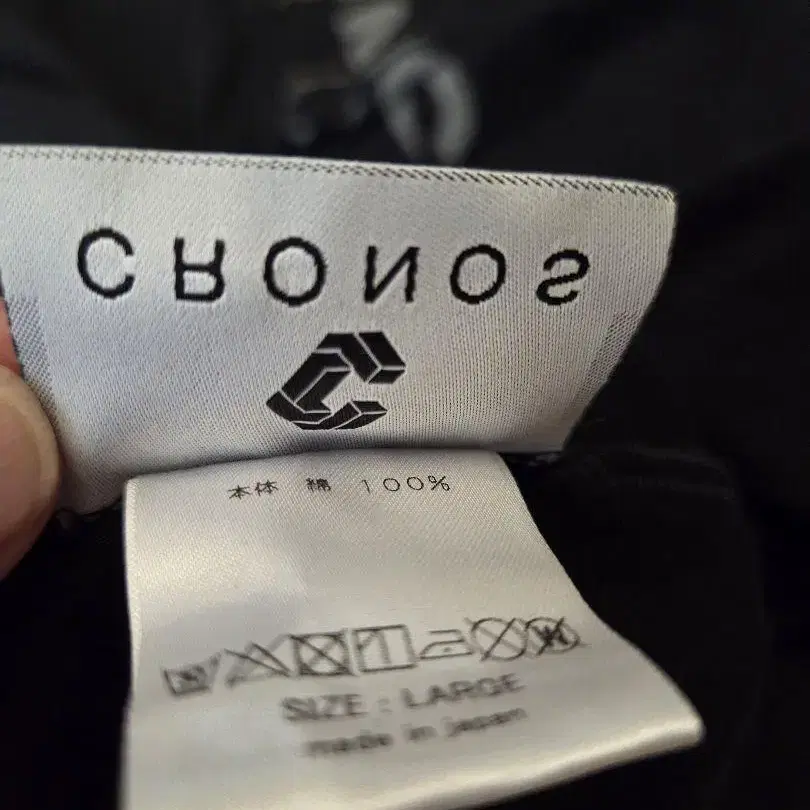 CRONOS
本体 綿 100%
SIZE : LARGE
made in japan